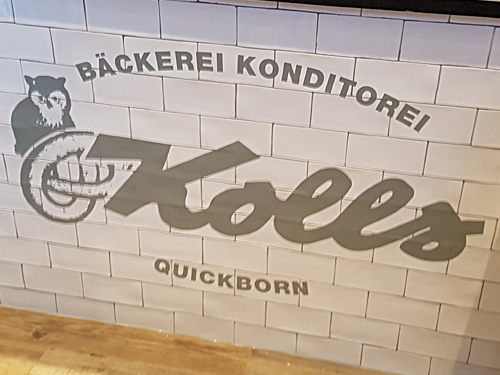 BÄCKEREI KONDITOREI
Kolls
QUICKBORN